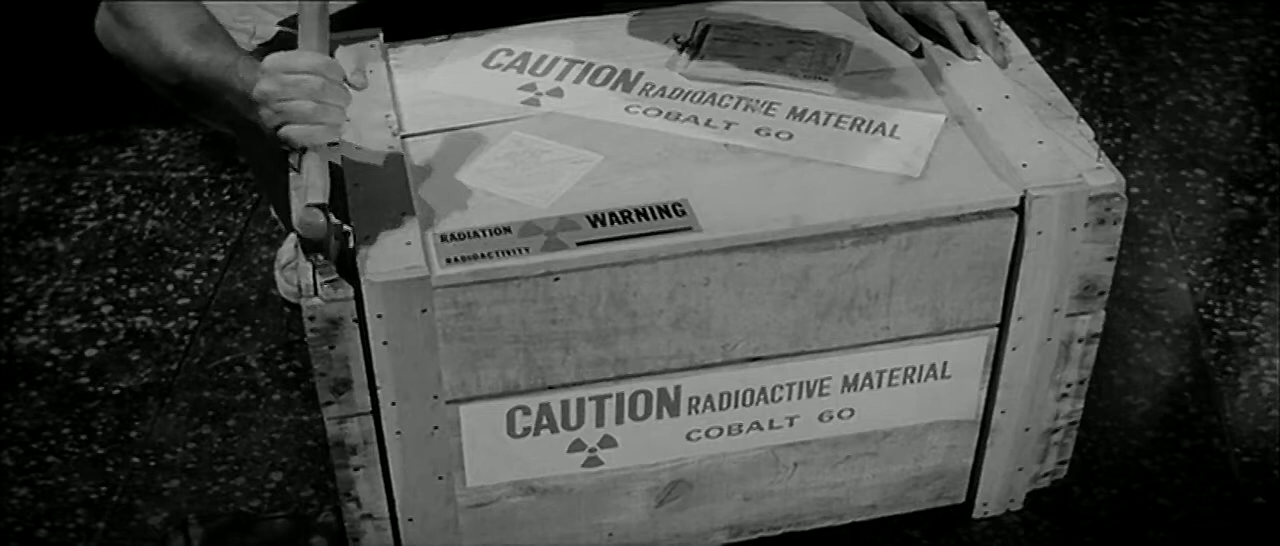 CAUTION RADIOACTIVE MATERIAL
COBALT 60
RADIATION WARNING
RADIOACTIVITY
CAUTION RADIOACTIVE MATERIAL
COBALT 60